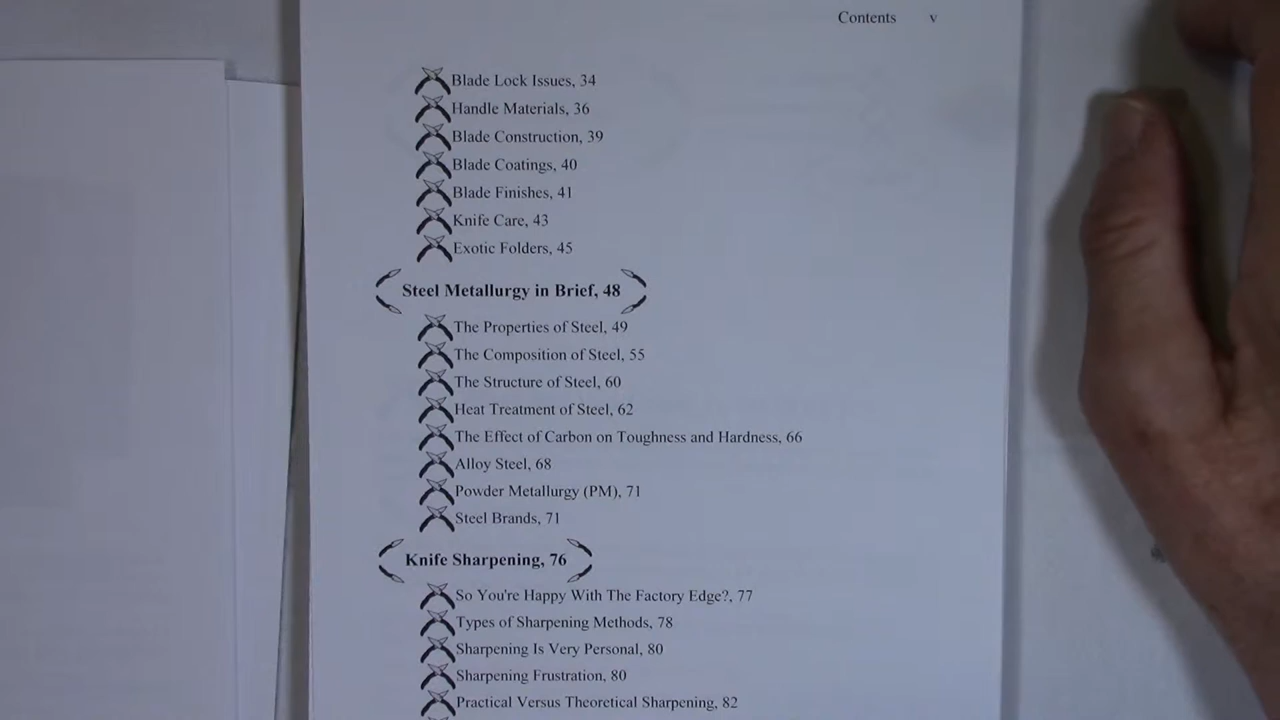 Contents v
Blade Lock Issues, 34
Handle Materials, 36
Blade Construction, 39
Blade Coatings, 40
Blade Finishes, 41
Knife Care, 43
Exotic Folders, 45
Steel Metallurgy in Brief, 48
The Properties of Steel, 49
The Composition of Steel, 55
The Structure of Steel, 60
Heat Treatment of Steel, 62
The Effect of Carbon on Toughness and Hardness, 66
Alloy Steel, 68
Powder Metallurgy (PM), 71
Steel Brands, 71
Knife Sharpening, 76
So You're Happy With The Factory Edge?, 77
Types of Sharpening Methods, 78
Sharpening Is Very Personal, 80
Sharpening Frustration, 80
Practical Versus Theoretical Sharpening, 82